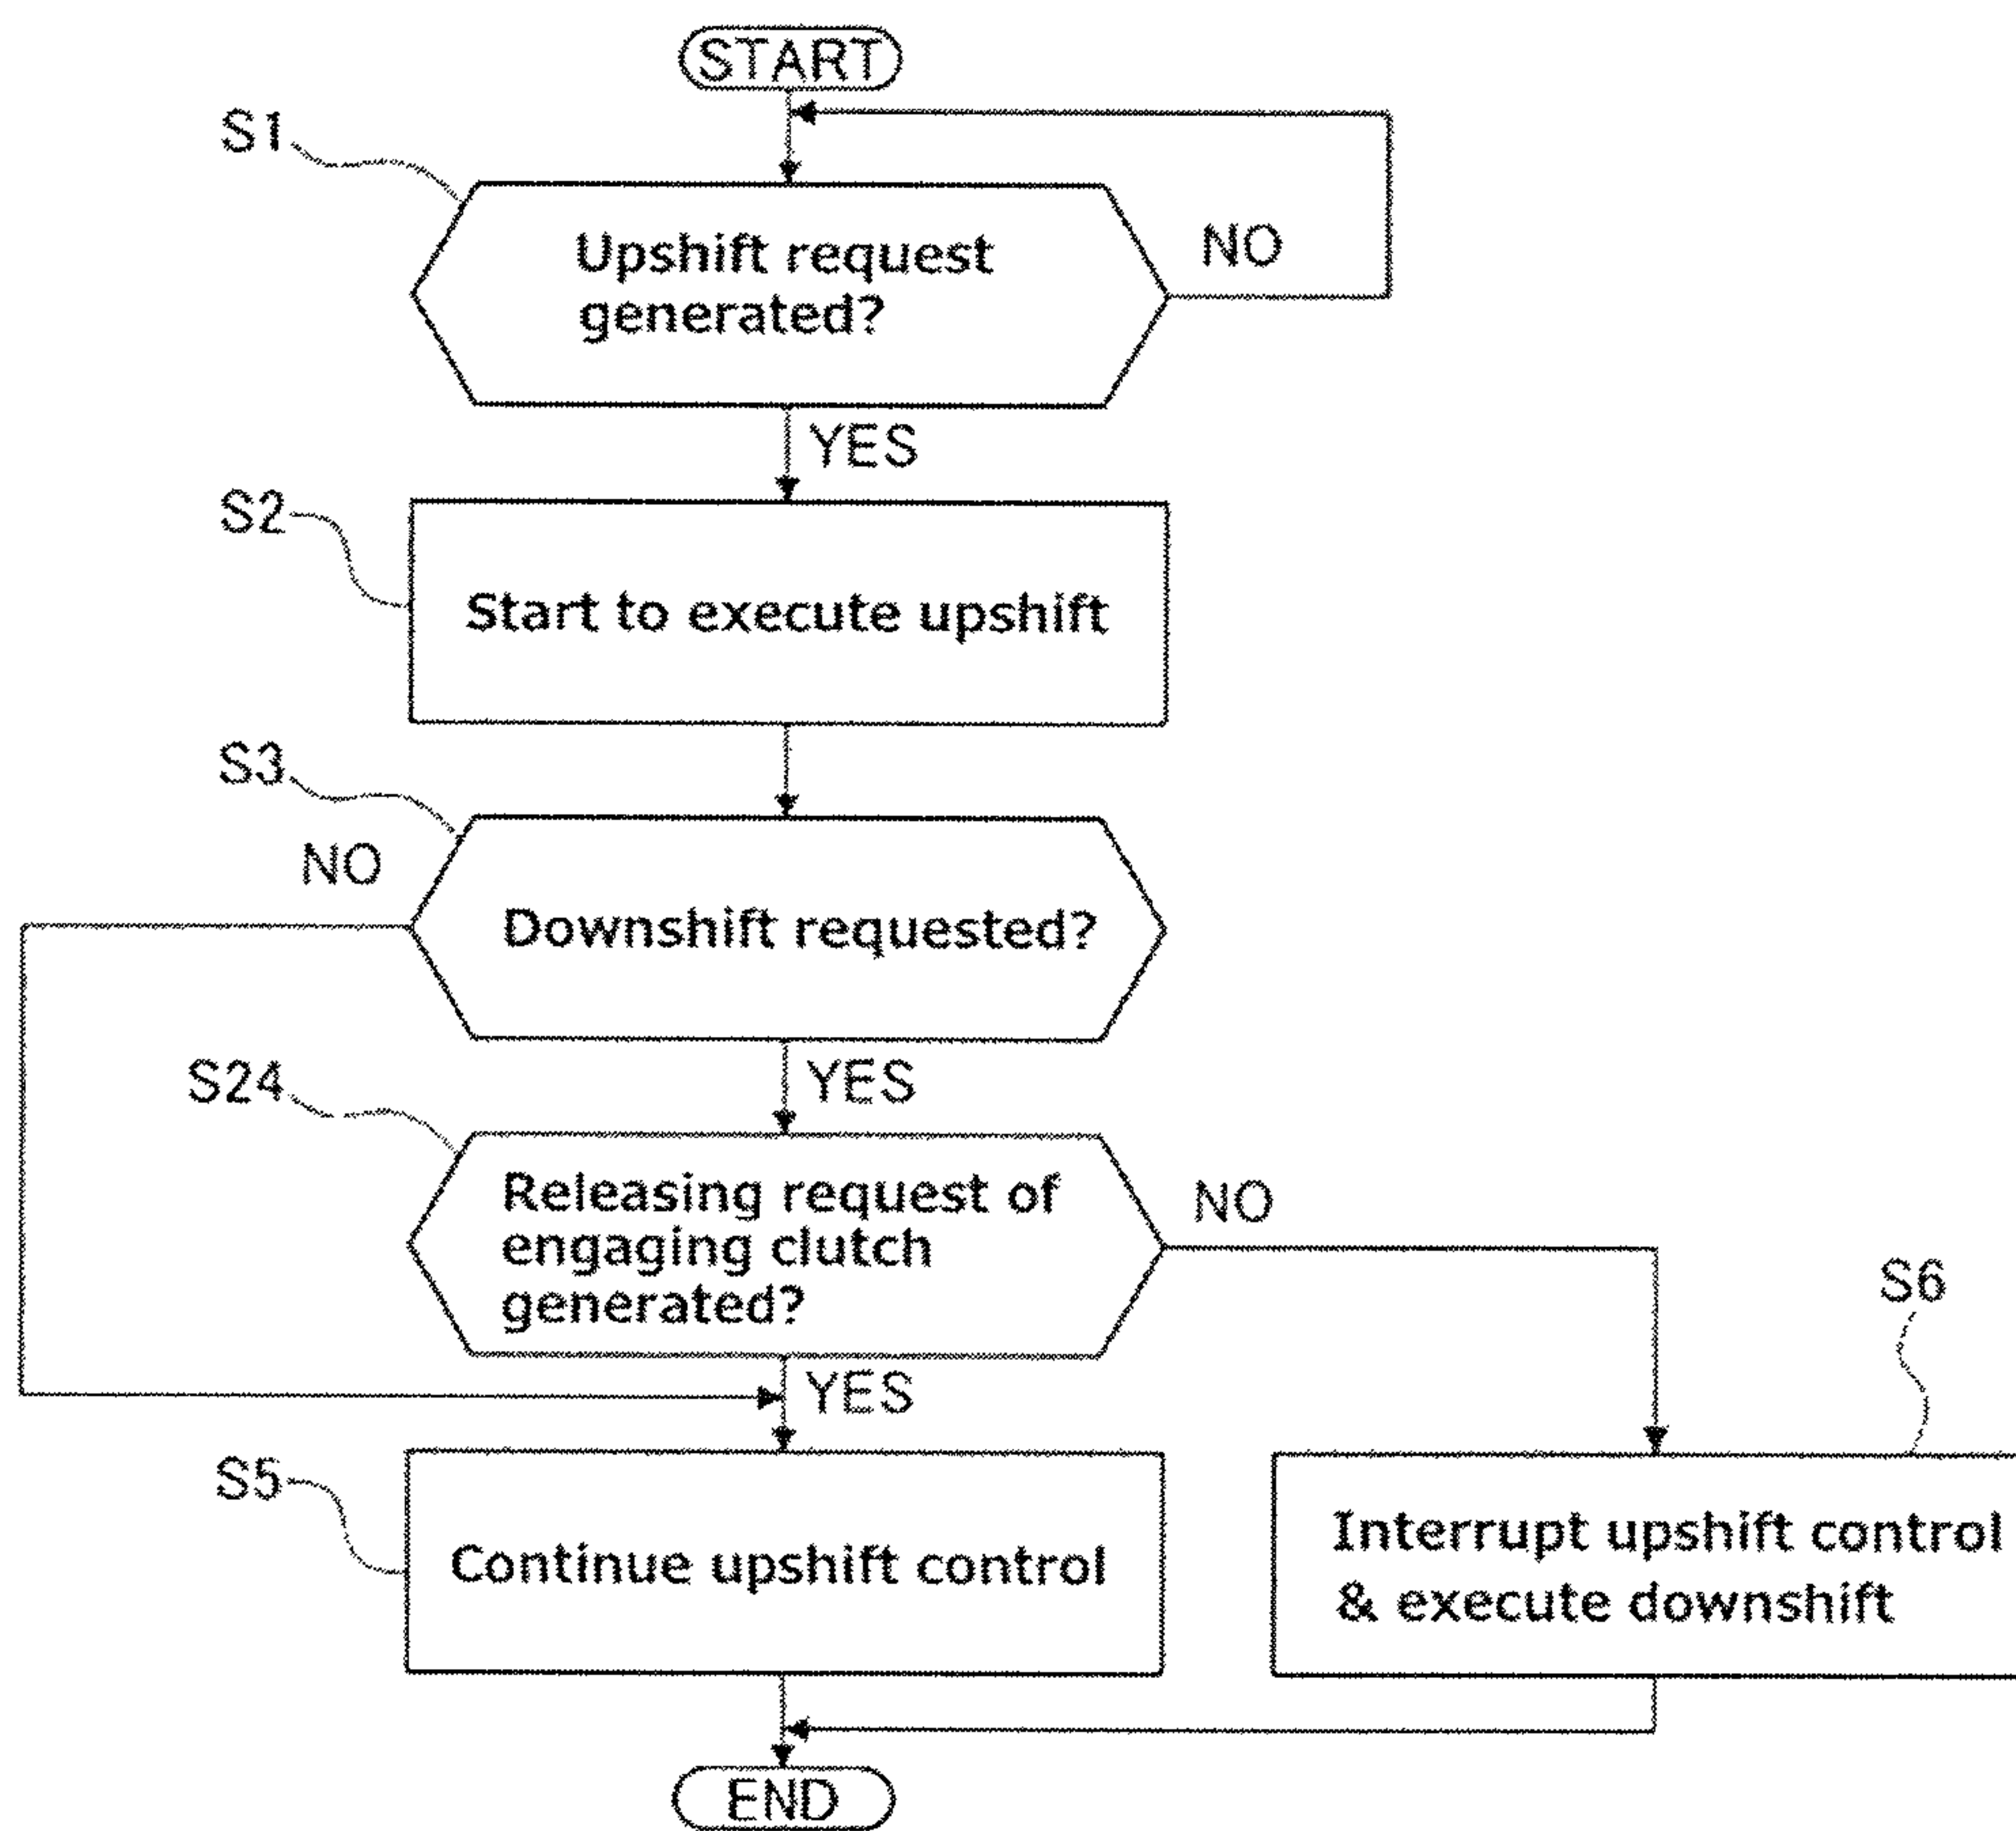 START
S1
Upshift request
generated?
NO
YES
S2
Start to execute upshift
S3
NO
Downshift requested?
YES
S24
Releasing request of
engaging clutch
generated?
NO
YES
S6
S5
Continue upshift control
Interrupt upshift control
& execute downshift
END